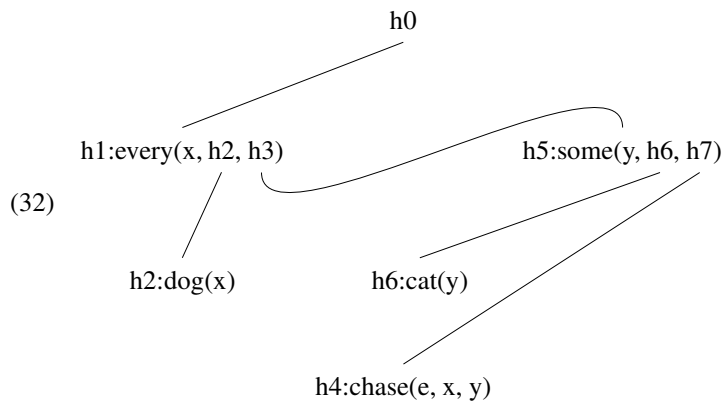 h0
h1:every(x, h2, h3) h5:some(y, h6, h7)
(32)
h2:dog(x) h6:cat(y)
h4:chase(e, x, y)